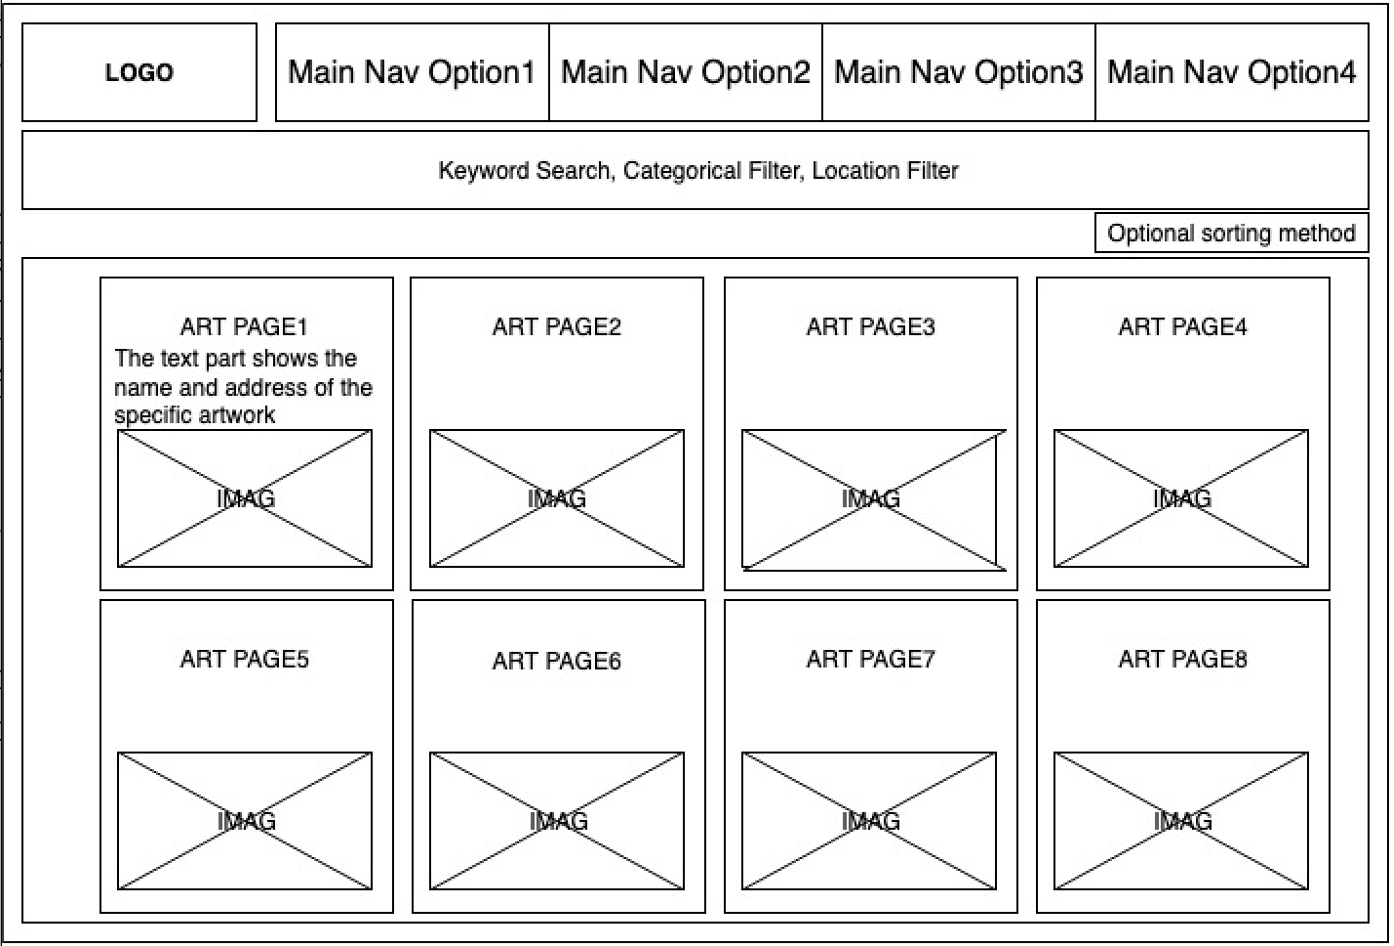 LOGO
Main Nav Option1
Main Nav Option2
Main Nav Option3
Main Nav Option4
Keyword Search, Categorical Filter, Location Filter
Optional sorting method
ART PAGE1
The text part shows the
name and address of the
specific artwork
IMAG
ART PAGE2
IMAG
ART PAGE3
IMAG
ART PAGE4
IMAG
ART PAGE5
IMAG
ART PAGE6
IMAG
ART PAGE7
IMAG
ART PAGE8
IMAG